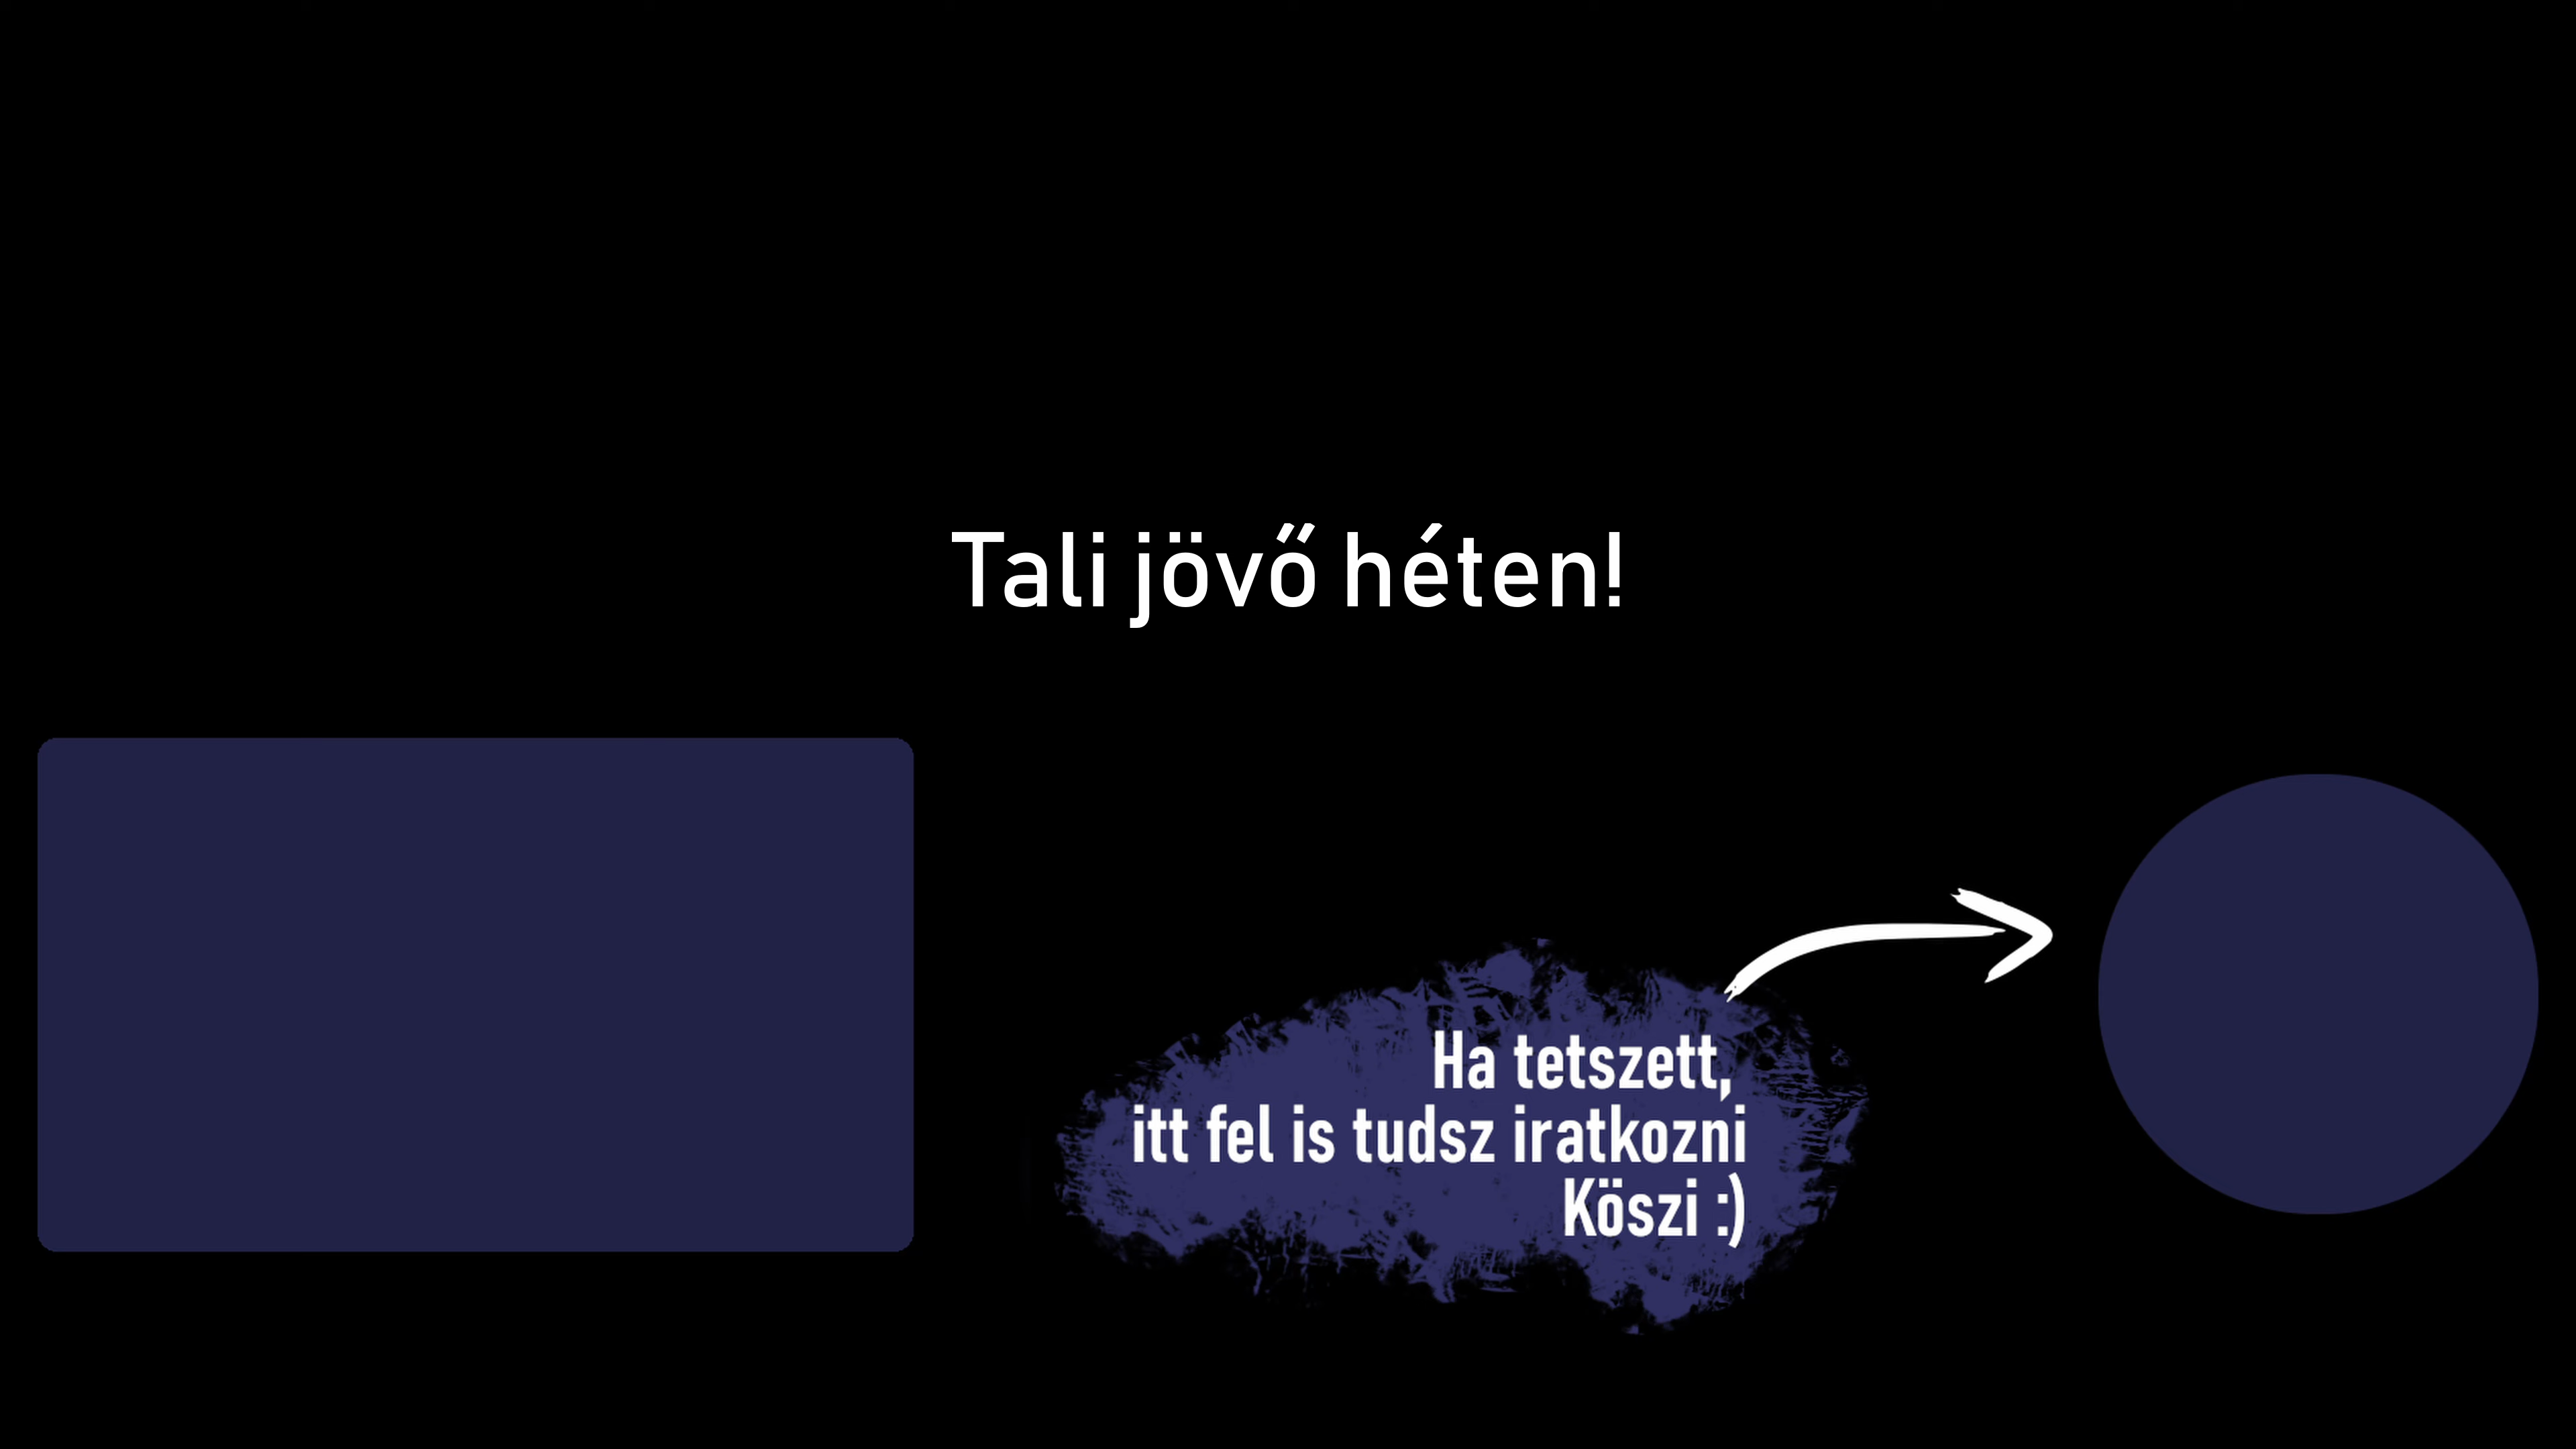 Tali jövő héten!
Ha tetszett,
itt fel is tudsz iratkozni
Köszi :)